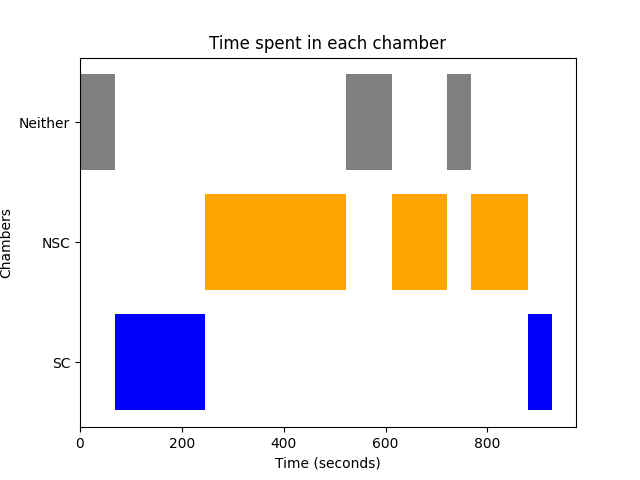 Time spent in each chamber
Neither
NSC
SC
Chambers
0 200 400 600 800
Time (seconds)